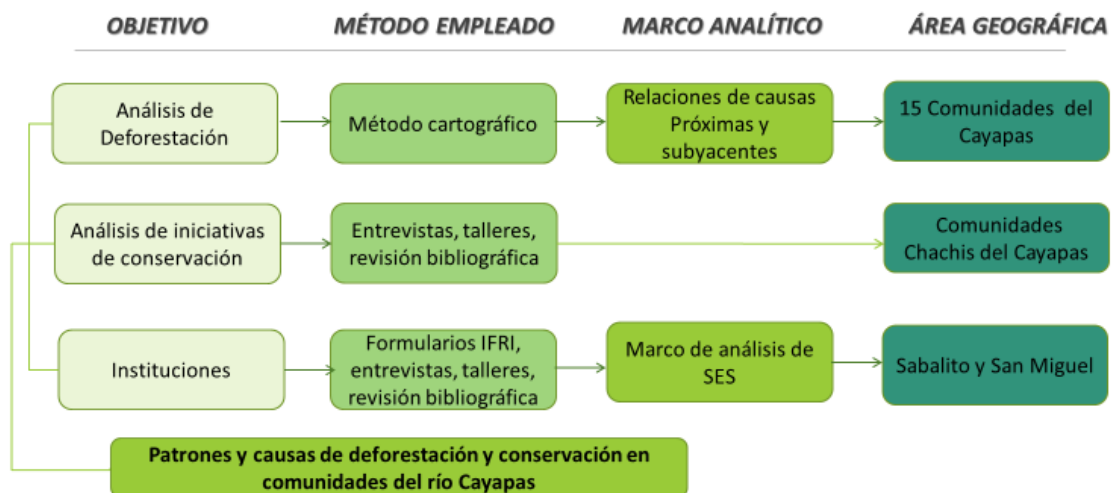 OBJETIVO
MÉTODO EMPLEADO
MARCO ANALÍTICO
ÁREA GEOGRÁFICA
Análisis de
Deforestación
Método cartográfico
Relaciones de causas
Próximas y
subyacentes
15 Comunidades del
Cayapas
Análisis de iniciativas
de conservación
Entrevistas, talleres,
revisión bibliográfica
Comunidades
Chachis del Cayapas
Instituciones
Formularios IFRI,
entrevistas, talleres,
revisión bibliográfica
Marco de análisis de
SES
Sabalito y San Miguel
Patrones y causas de deforestación y conservación en
comunidades del río Cayapas